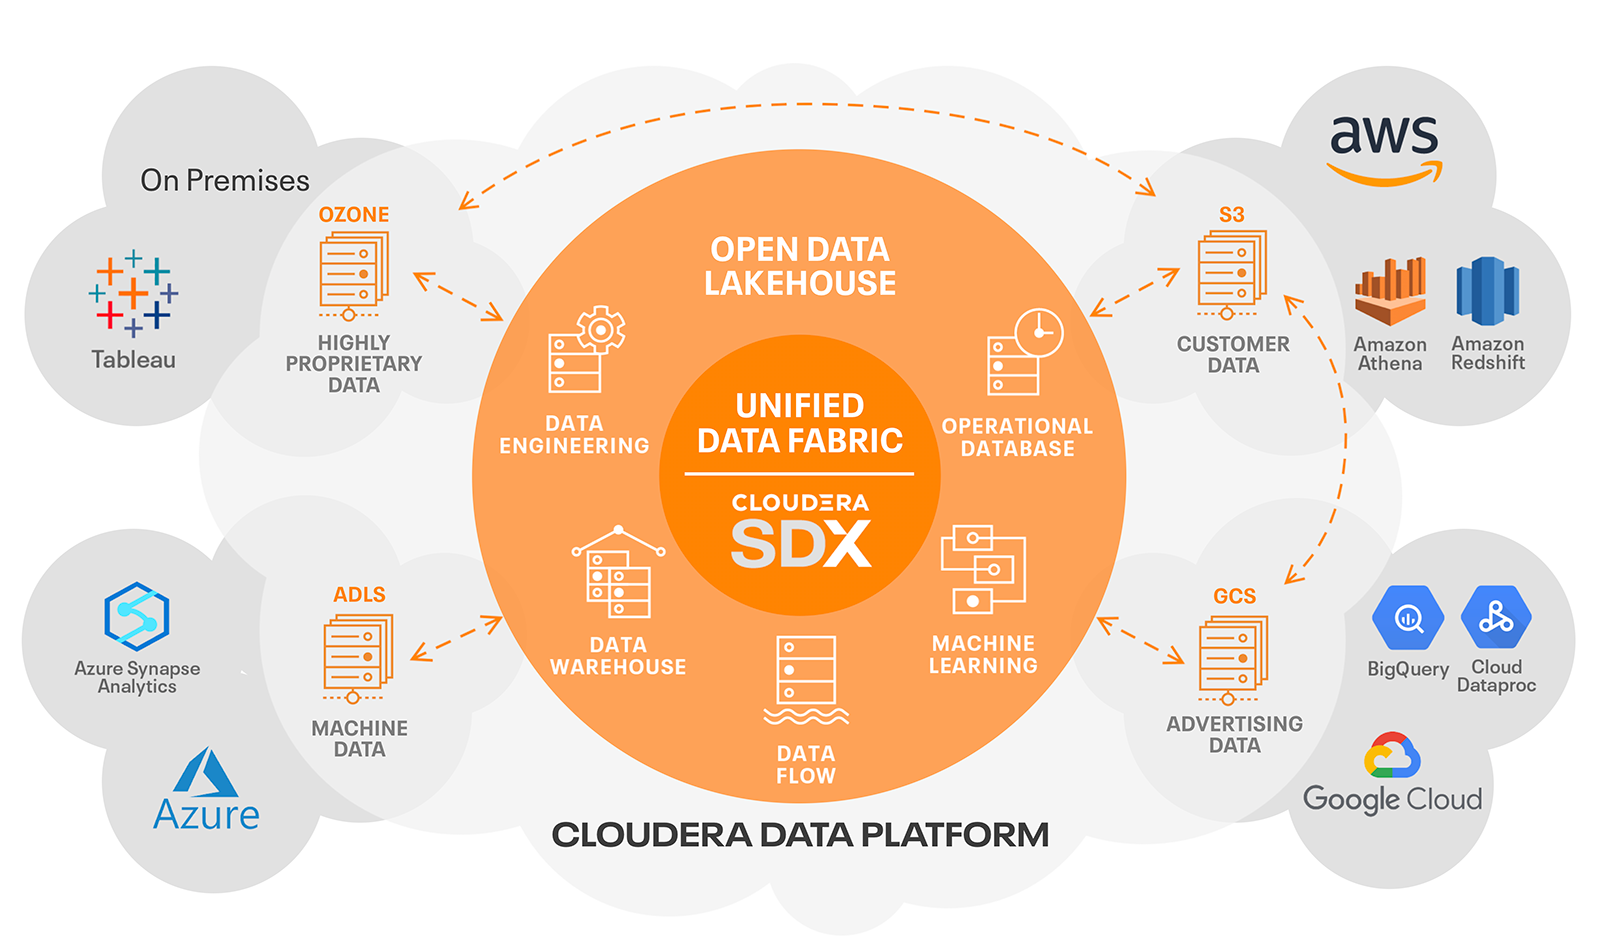 On Premises
Tableau
OZONE
HIGHLY
PROPRIETARY
DATA
aws
S3
Amazon
Athena
Amazon
Redshift
CUSTOMER
DATA
OPEN DATA
LAKEHOUSE
DATA
ENGINEERING
OPERATIONAL
DATABASE
UNIFIED
DATA FABRIC
CLOUDERA
SDX
DATA
WAREHOUSE
MACHINE
LEARNING
DATA
FLOW
ADLS
MACHINE
DATA
Azure Synapse
Analytics
Azure
GCS
ADVERTISING
DATA
BigQuery
Cloud
Dataproc
Google Cloud
CLOUDERA DATA PLATFORM